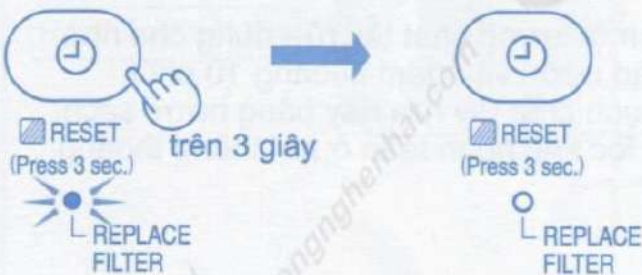 RESET
(Press 3 sec.)
REPLACE
FILTER
trên 3 giây
RESET
(Press 3 sec.)
REPLACE
FILTER